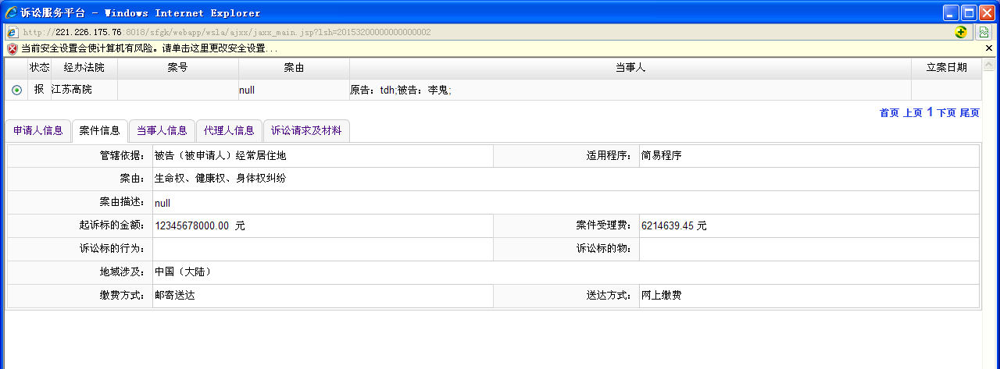 诉讼服务平台 - Windows Internet Explorer
http://221.226.175.76:8018/sfgk/webapp/wsla/ajxx/jaxx_main.jsp?lsh=20153200000000000002
当前安全设置会使计算机有风险。请单击这里更改安全设置...
状态 经办法院 案号 案由 当事人 立案日期
报 江苏高院 null 原告：tdh;被告：李鬼;
首页 上页 1 下页 尾页
申请人信息 案件信息 当事人信息 代理人信息 诉讼请求及材料
管辖依据： 被告（被申请人）经常居住地 适用程序： 简易程序
案由： 生命权、健康权、身体权纠纷
案由描述： null
起诉标的金额： 12345678000.00 元 案件受理费： 6214639.45 元
诉讼标的行为： 诉讼标的物：
地域涉及： 中国（大陆）
缴费方式： 邮寄送达 送达方式： 网上缴费